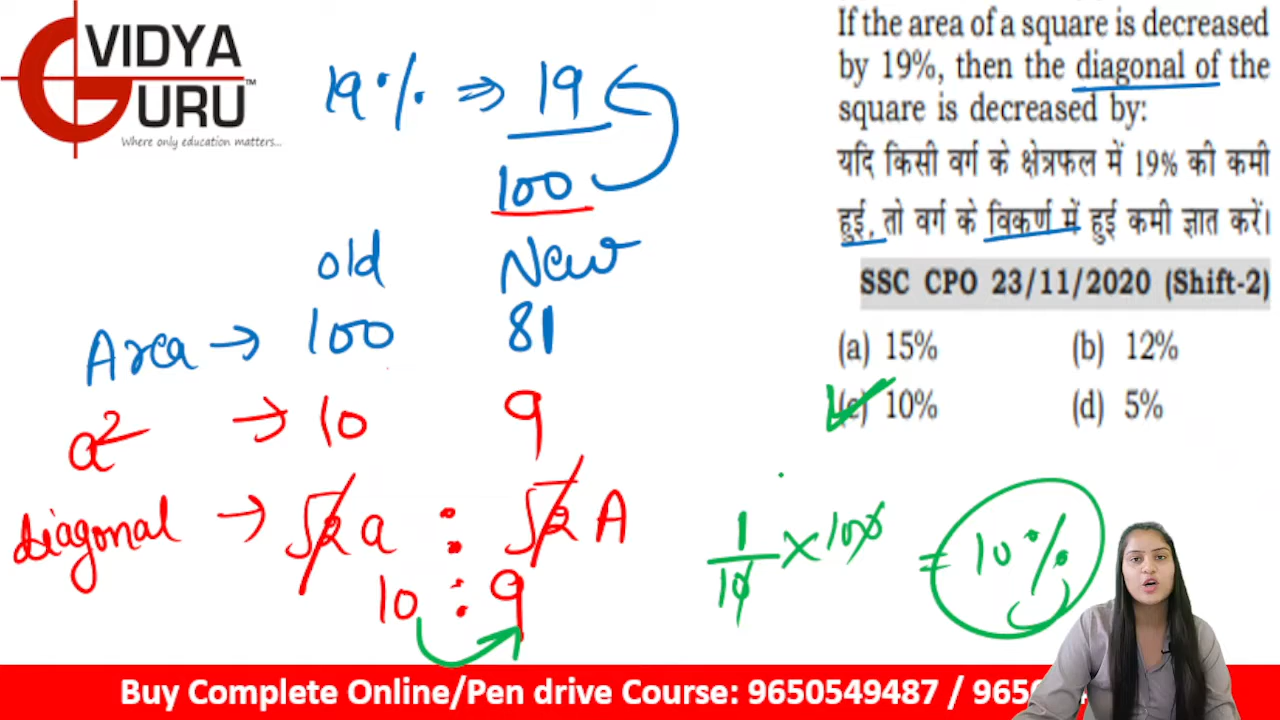 VIDYA
GURU™
Where only education matters...
19% ⇒ 19
100
old New
Area → 100 81
a² → 10 9
diagonal → √2 a : √2 A
10 : 9
If the area of a square is decreased
by 19%, then the diagonal of the
square is decreased by:
यदि किसी वर्ग के क्षेत्रफल में 19% की कमी
हुई, तो वर्ग के विकर्ण में हुई कमी ज्ञात करें।
SSC CPO 23/11/2020 (Shift-2)
(a) 15% (b) 12%
(c) 10% (d) 5%
1/10 × 100 = 10%
Buy Complete Online/Pen drive Course: 9650549487 / 965